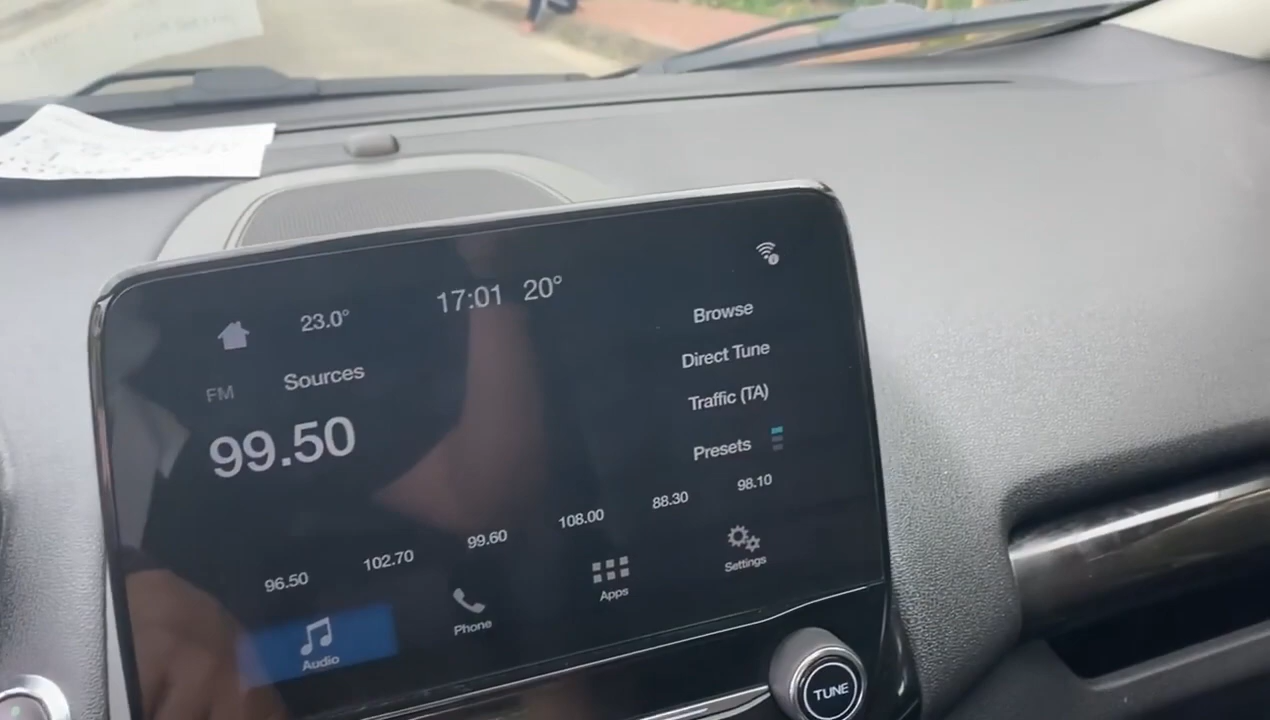 23.0° 17:01 20°
FM Sources
99.50
Browse
Direct Tune
Traffic (TA)
Presets
96.50 102.70 99.60 108.00 88.30 98.10
Audio Phone Apps Settings
TUNE